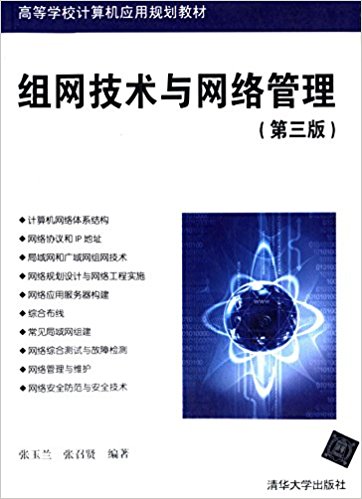 高等学校计算机应用规划教材
组网技术与网络管理
(第三版)
◆ 计算机网络体系结构
◆ 网络协议和 IP 地址
◆ 局域网和广域网组网技术
◆ 网络规划设计与网络工程实施
◆ 网络应用服务器构建
◆ 综合布线
◆ 常见局域网组建
◆ 网络综合测试与故障检测
◆ 网络管理与维护
◆ 网络安全防范与安全技术
张玉兰 张召贤 编著
清华大学出版社